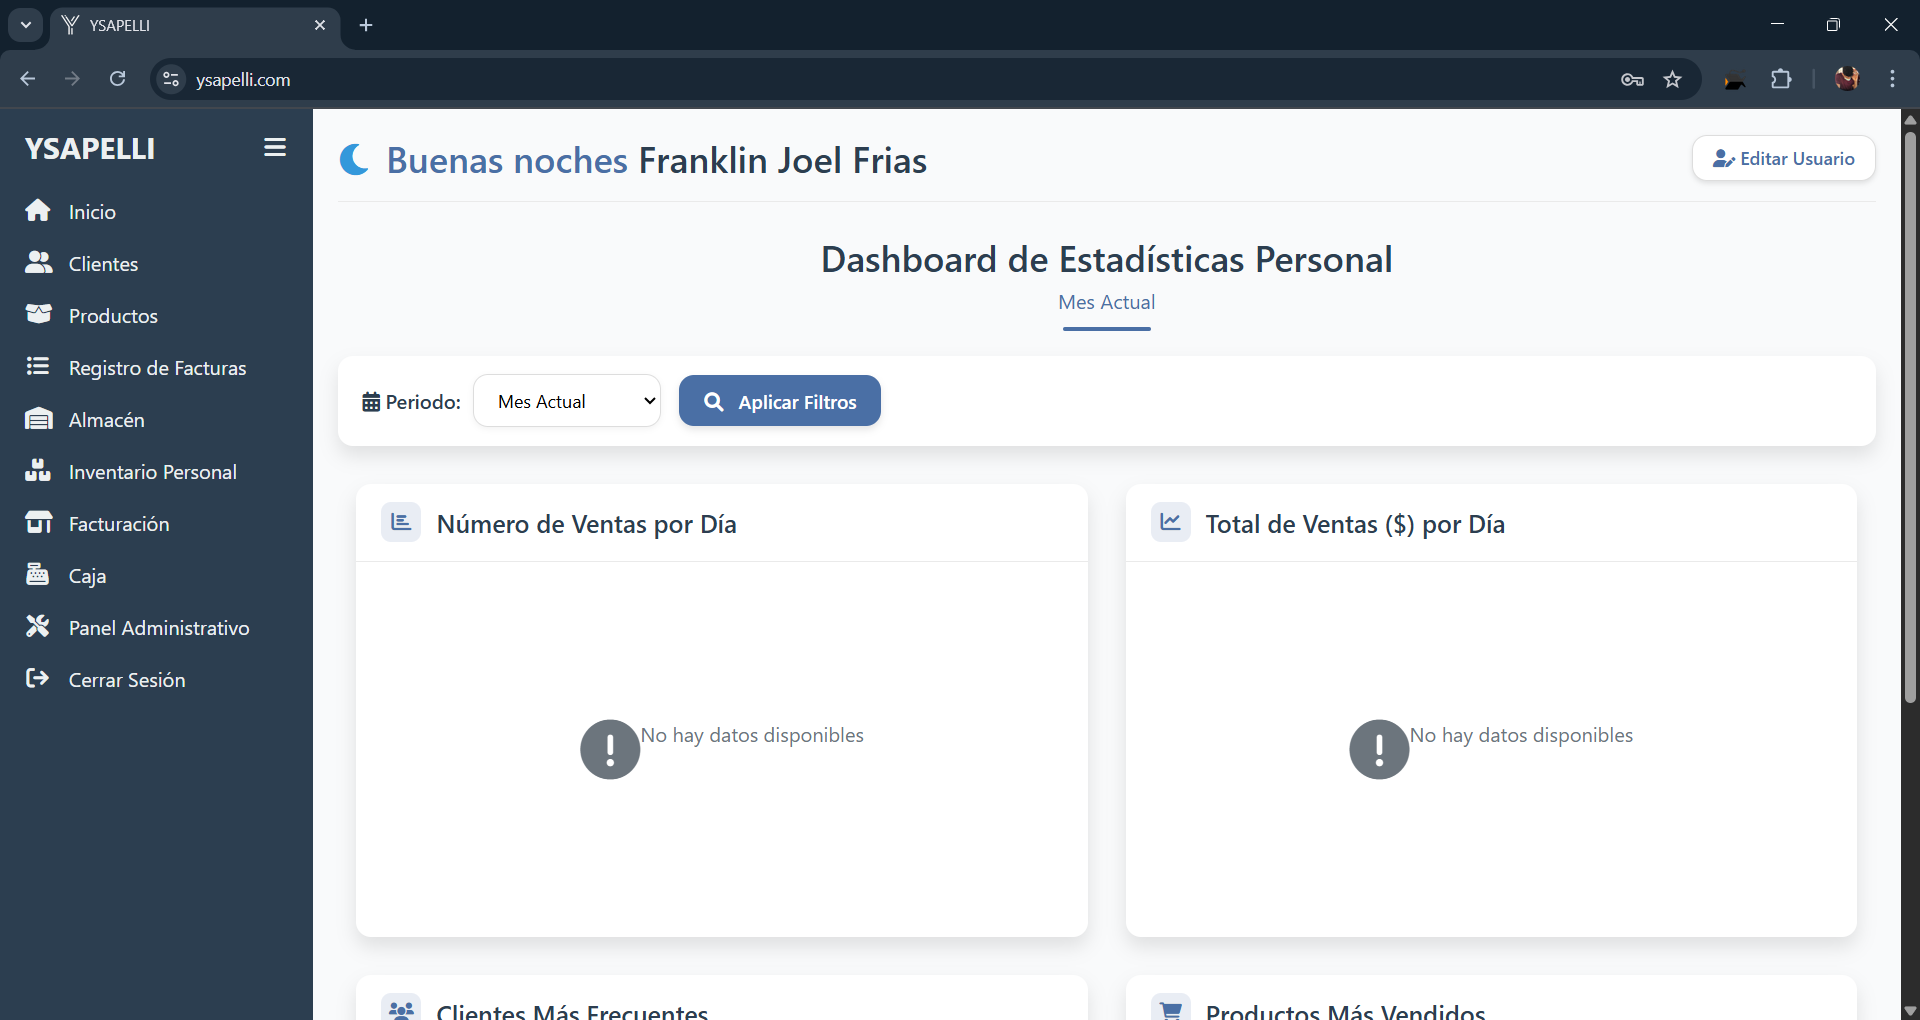 YSAPELLI
ysapelli.com
YSAPELLI
Inicio
Clientes
Productos
Registro de Facturas
Almacén
Inventario Personal
Facturación
Caja
Panel Administrativo
Cerrar Sesión
Buenas noches Franklin Joel Frias
Editar Usuario
Dashboard de Estadísticas Personal
Mes Actual
Periodo:
Mes Actual
Aplicar Filtros
Número de Ventas por Día
No hay datos disponibles
Total de Ventas ($) por Día
No hay datos disponibles
Clientes Más Frecuentes
Productos Más Vendidos